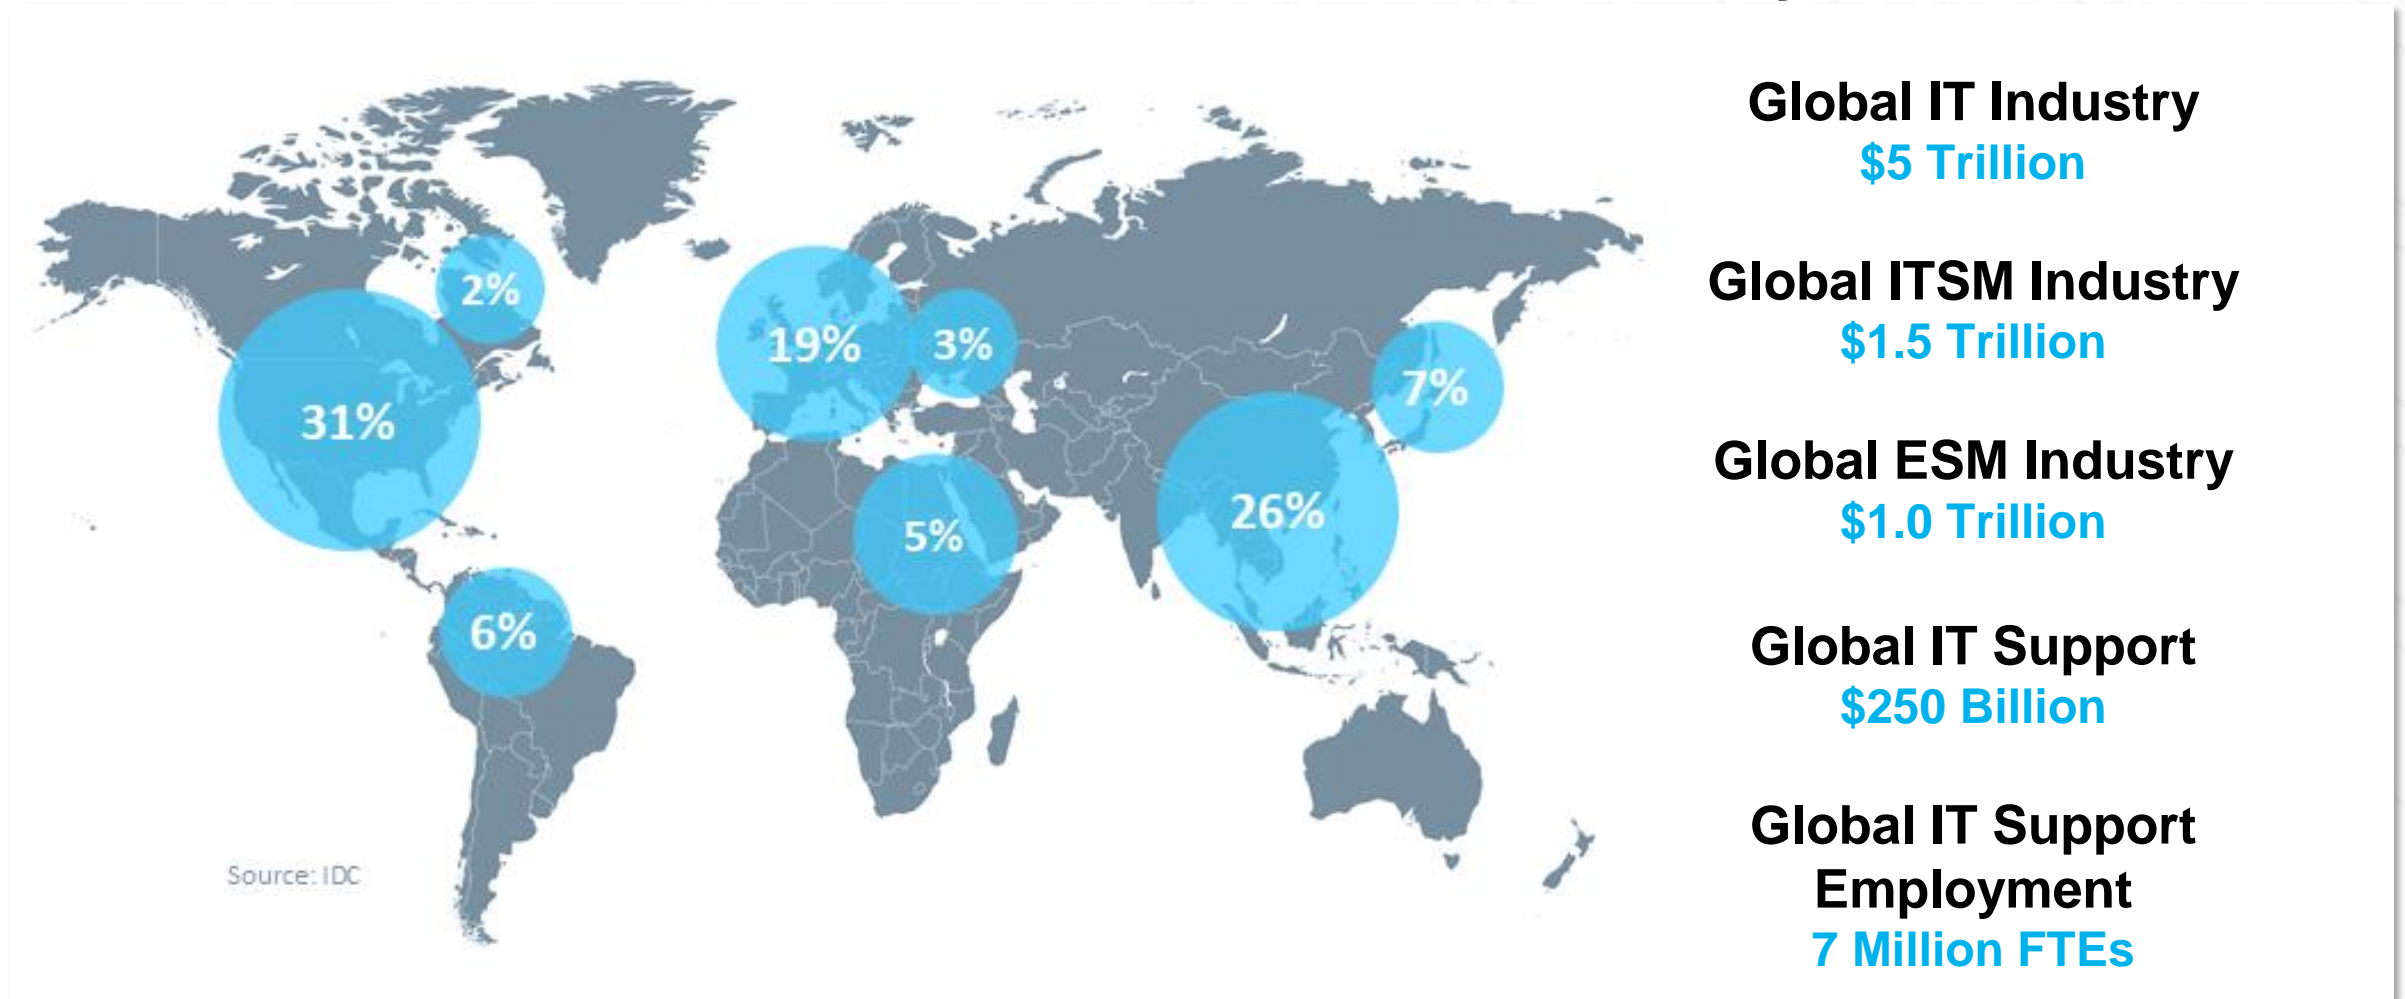 2%
19%
3%
7%
31%
26%
5%
6%
Source: IDC
Global IT Industry
$5 Trillion
Global ITSM Industry
$1.5 Trillion
Global ESM Industry
$1.0 Trillion
Global IT Support
$250 Billion
Global IT Support
Employment
7 Million FTEs